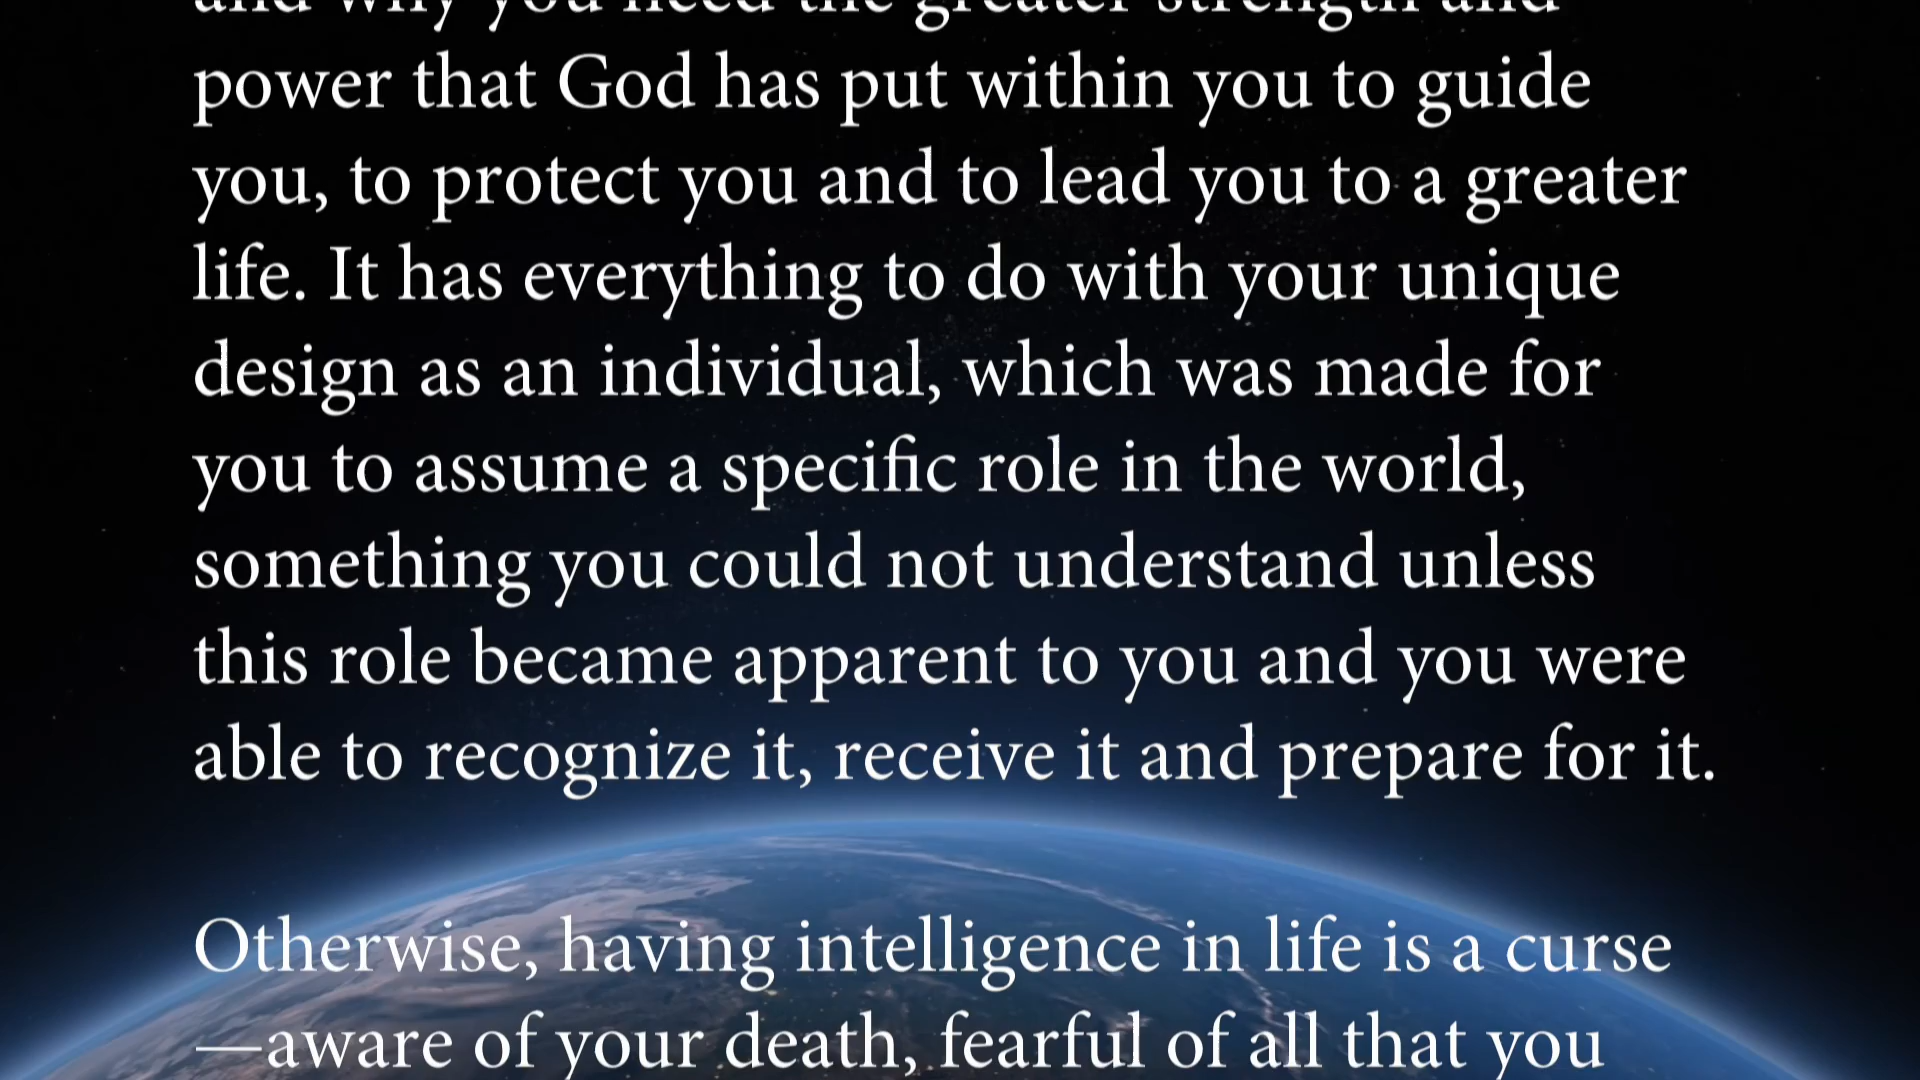 and why you need the greater strength and
power that God has put within you to guide
you, to protect you and to lead you to a greater
life. It has everything to do with your unique
design as an individual, which was made for
you to assume a specific role in the world,
something you could not understand unless
this role became apparent to you and you were
able to recognize it, receive it and prepare for it.
Otherwise, having intelligence in life is a curse
—aware of your death, fearful of all that you